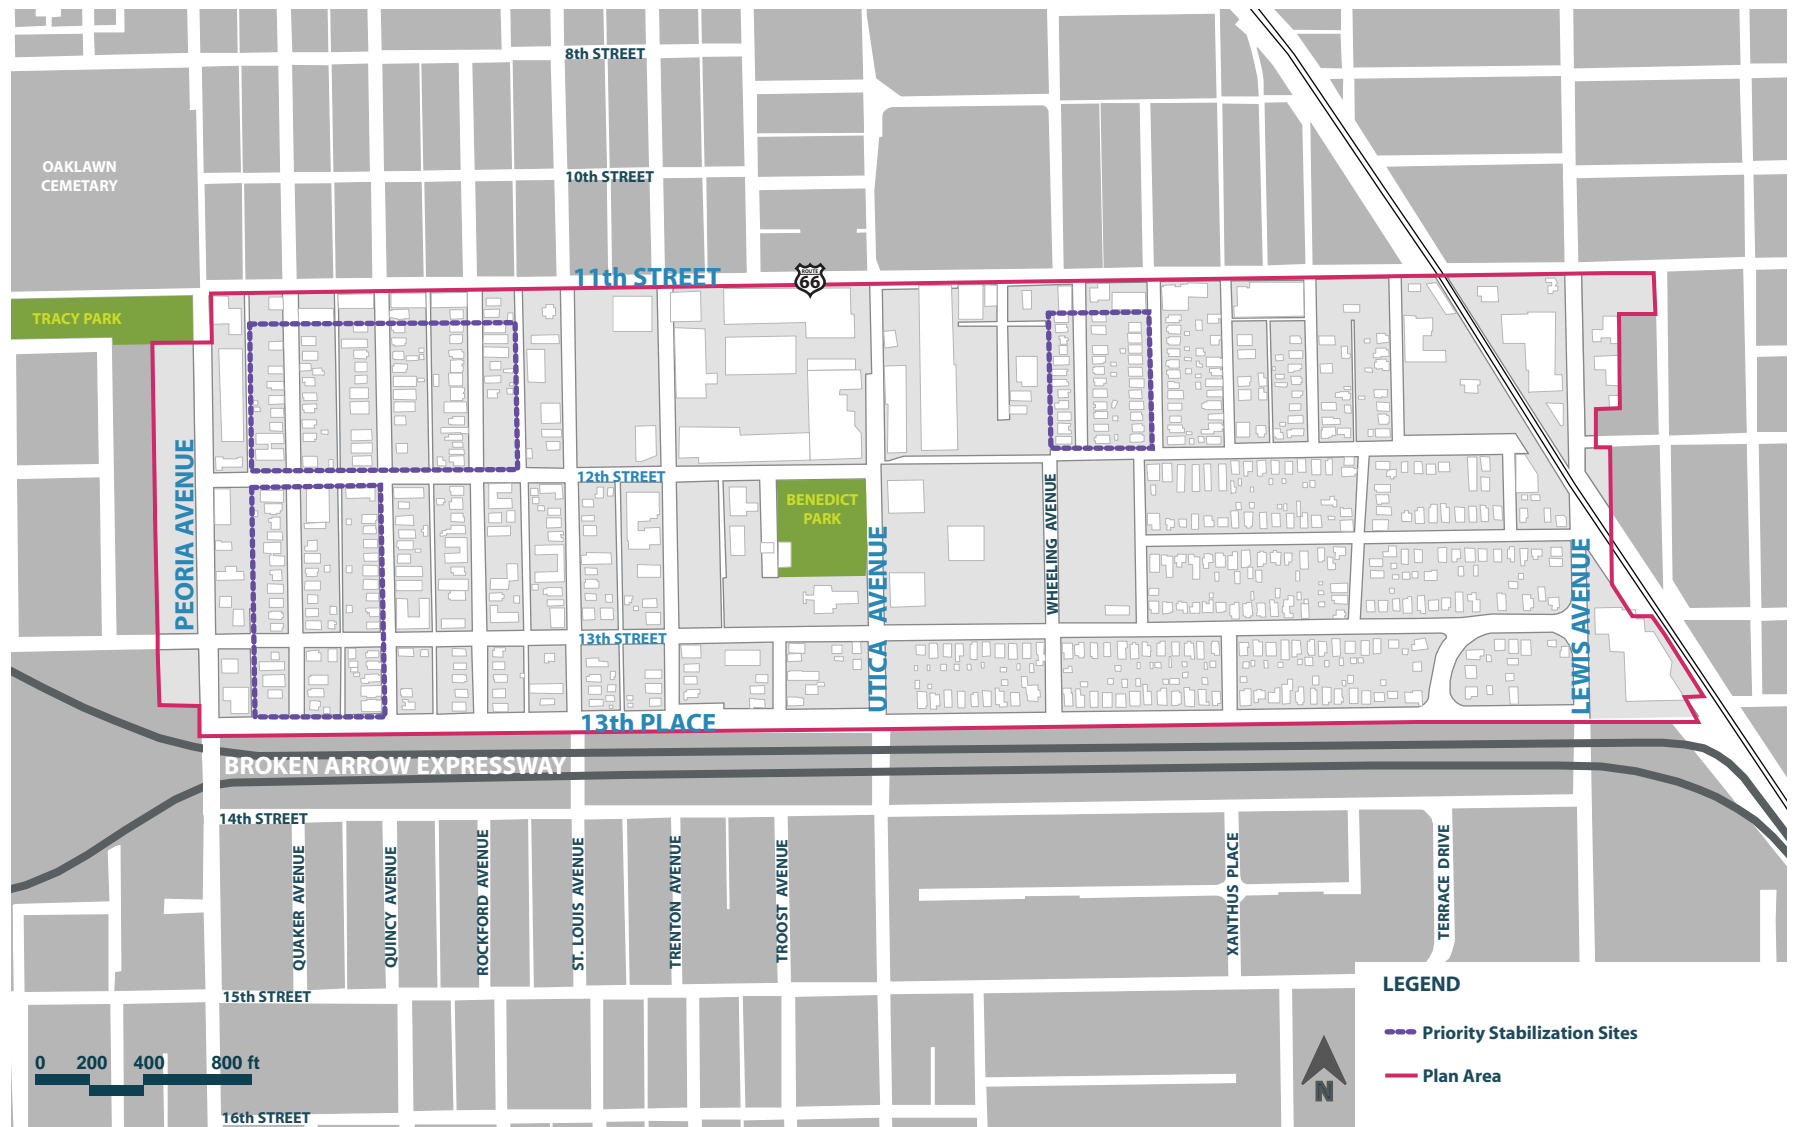 8th STREET
OAKLAWN
CEMETARY
10th STREET
11th STREET
ROUTE
66
TRACY PARK
PEORIA AVENUE
12th STREET
BENEDICT
PARK
UTICA AVENUE
WHEELING AVENUE
LEWIS AVENUE
13th STREET
13th PLACE
BROKEN ARROW EXPRESSWAY
14th STREET
QUAKER AVENUE
QUINCY AVENUE
ROCKFORD AVENUE
ST. LOUIS AVENUE
TRENTON AVENUE
TROOST AVENUE
XANTHUS PLACE
TERRACE DRIVE
15th STREET
LEGEND
Priority Stabilization Sites
Plan Area
0 200 400 800 ft
N
16th STREET